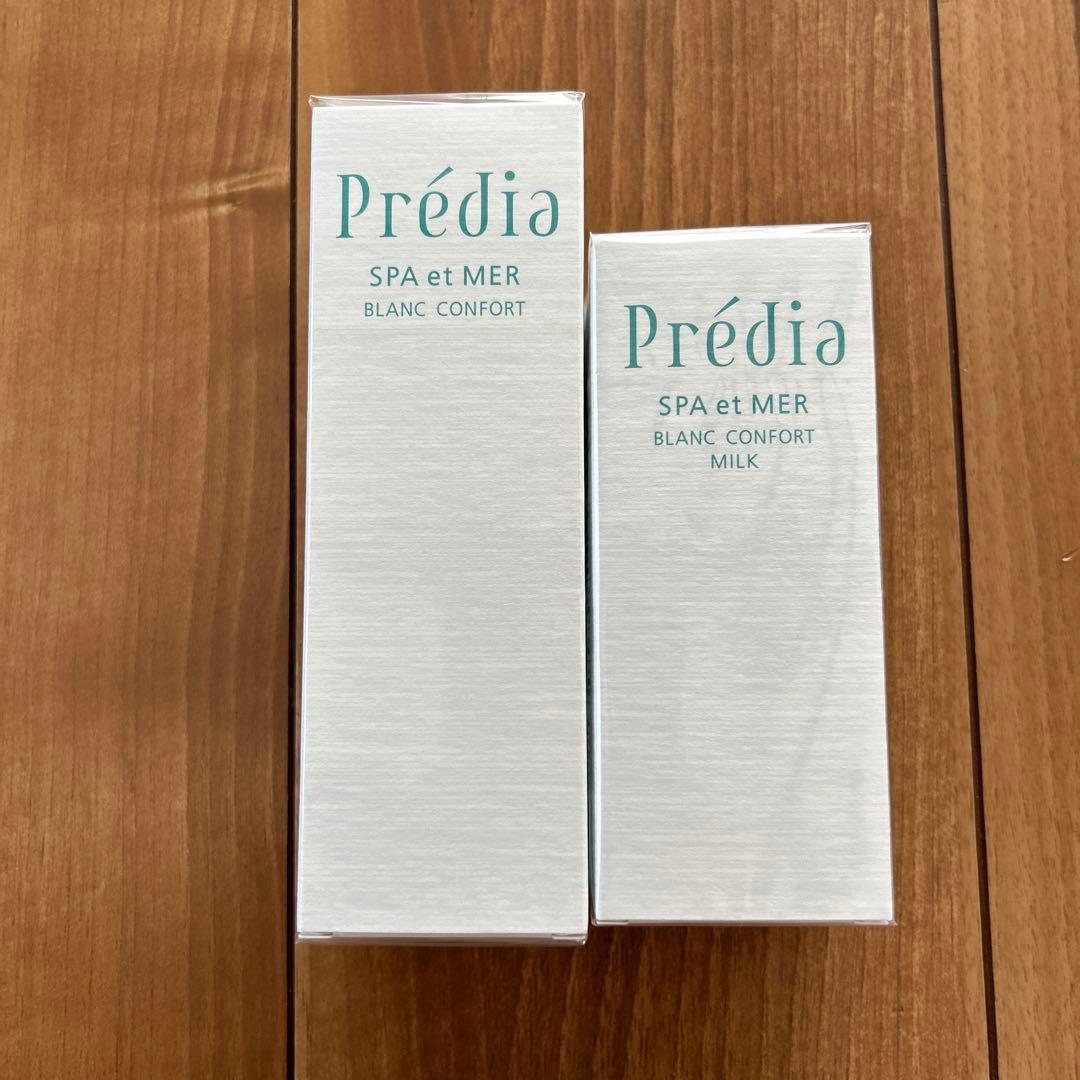 Prédia
SPA et MER
BLANC CONFORT
Prédia
SPA et MER
BLANC CONFORT
MILK